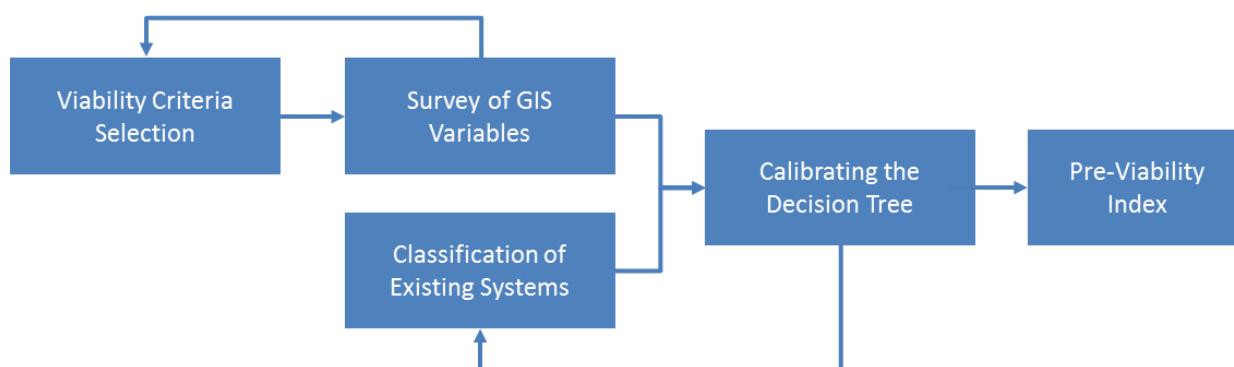 Viability Criteria
Selection
Survey of GIS
Variables
Classification of
Existing Systems
Calibrating the
Decision Tree
Pre-Viability
Index